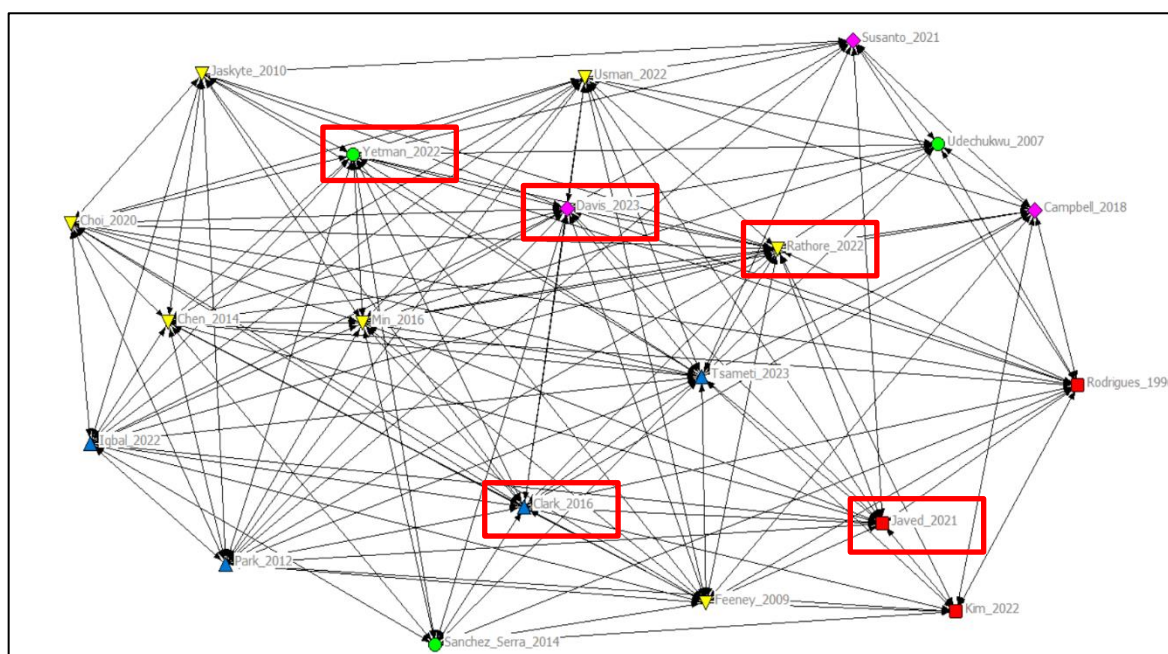 Susanto_2021
Jaskyte_2010
Usman_2022
Udechukwu_2007
Yetman_2022
Davis_2023
Campbell_2018
Choi_2020
Rathore_2022
Chen_2014
Min_2016
Tsameti_2023
Rodrigues_1996
Iqbal_2022
Clark_2016
Javed_2021
Park_2012
Feeney_2009
Kim_2022
Sanchez_Serra_2014